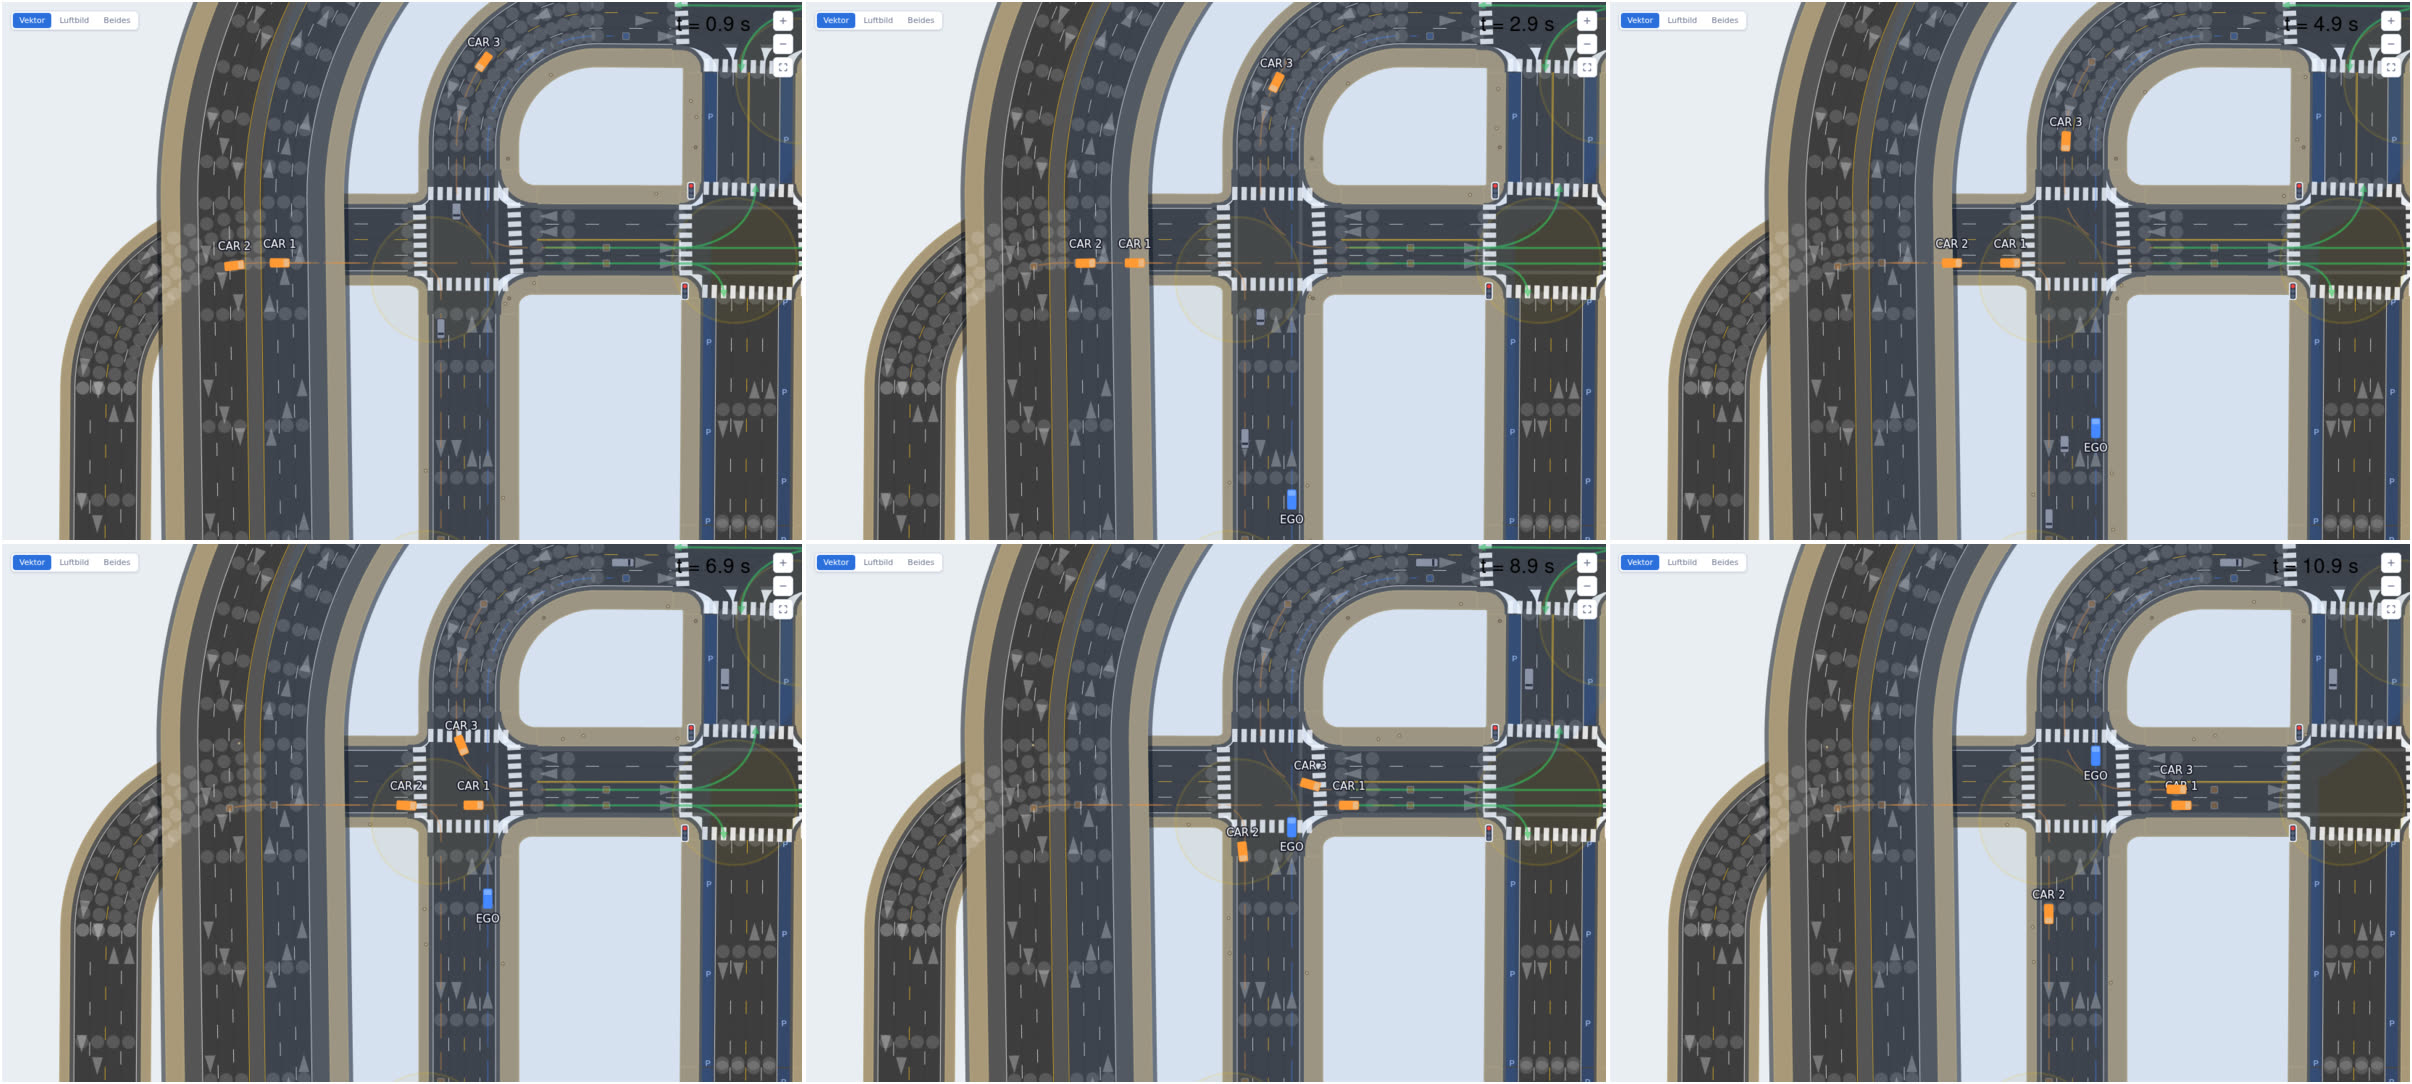 Vektor Luftbild Beides
t = 0.9 s
+
−
CAR 3
P
P
CAR 2 CAR 1
P
P
P
P
P
Vektor Luftbild Beides
t = 2.9 s
+
−
CAR 3
P
P
CAR 2 CAR 1
P
P
P
P
P
EGO
Vektor Luftbild Beides
t = 4.9 s
+
−
CAR 3
P
P
CAR 2 CAR 1
P
P
P
EGO
P
P
Vektor Luftbild Beides
t = 6.9 s
+
−
P
P
CAR 3
CAR 2 CAR 1
P
P
EGO
P
P
P
Vektor Luftbild Beides
t = 8.9 s
+
−
P
P
CAR 3
CAR 1
CAR 2
EGO
P
P
P
P
P
Vektor Luftbild Beides
t = 10.9 s
+
−
P
P
EGO
CAR 3
CAR 1
CAR 2
P
P
P
P
P